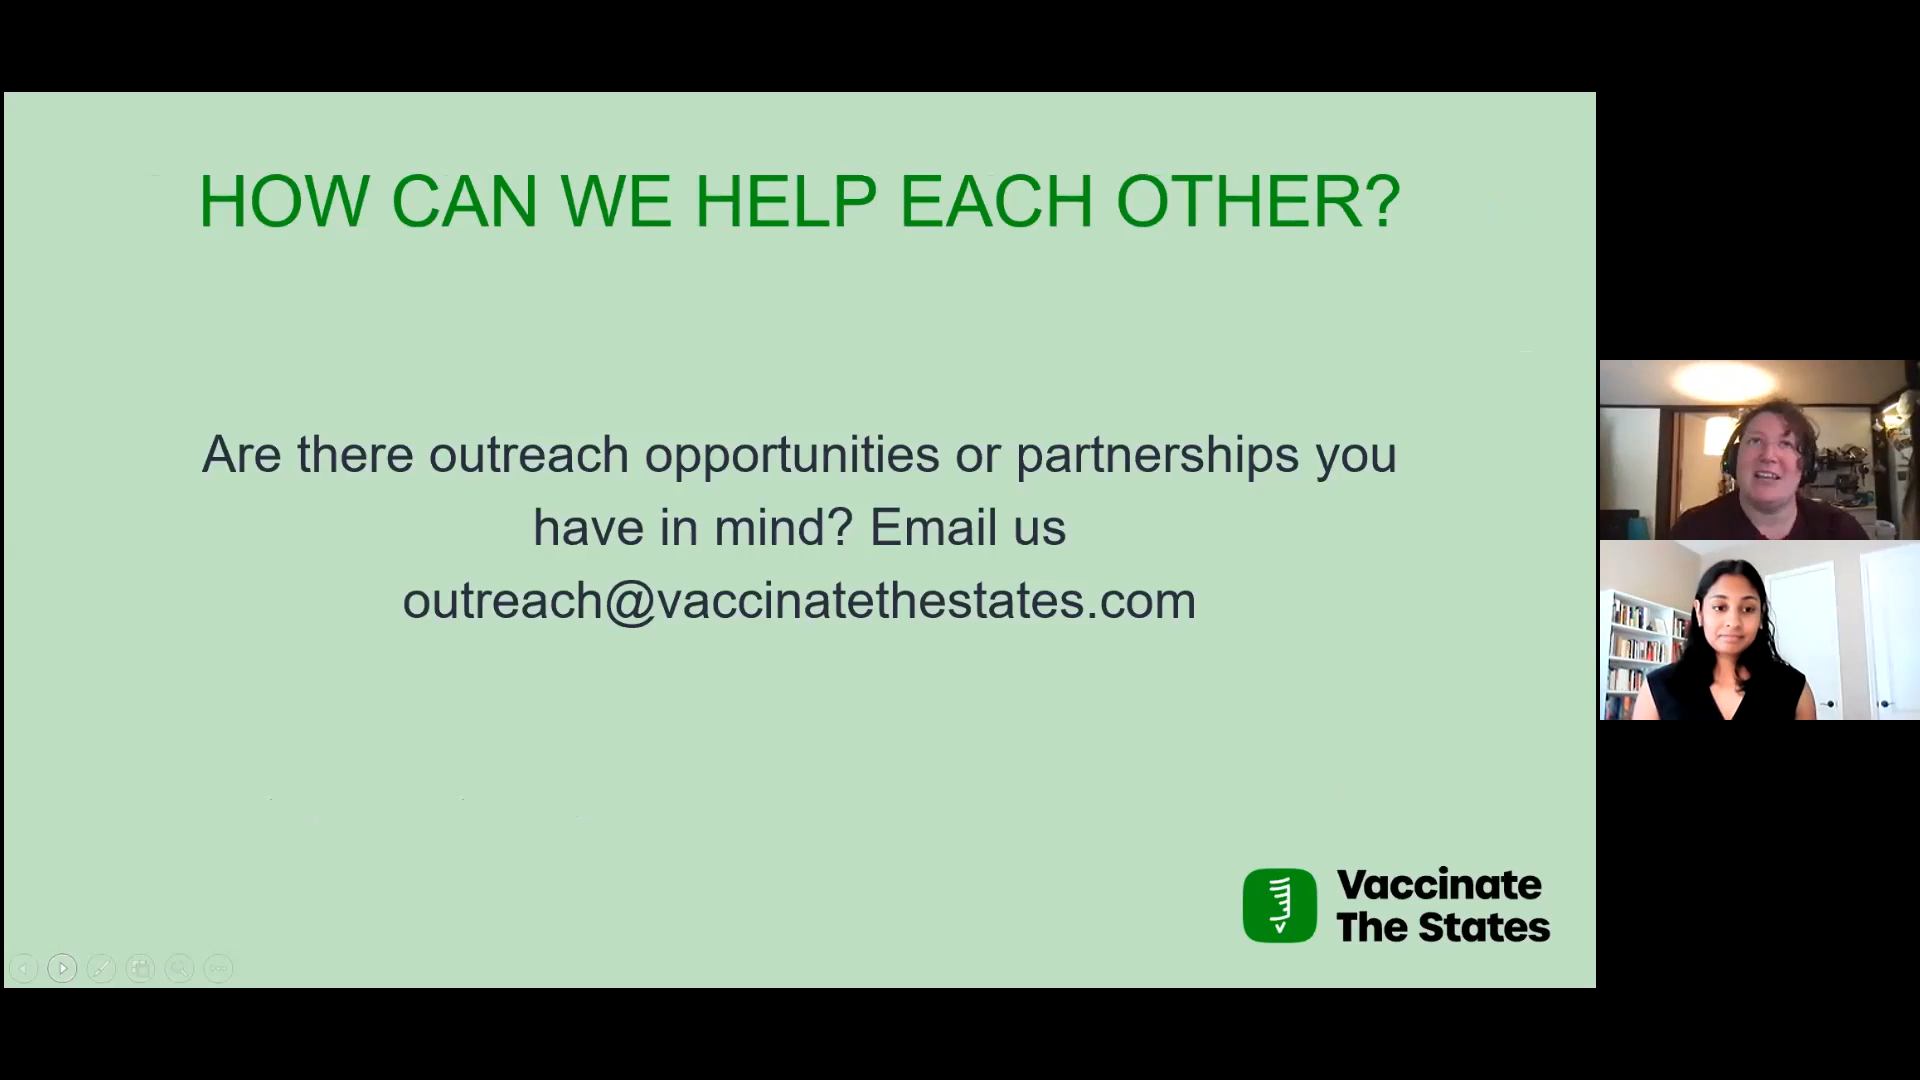 HOW CAN WE HELP EACH OTHER?
Are there outreach opportunities or partnerships you
have in mind? Email us
outreach@vaccinatethestates.com
Vaccinate
The States